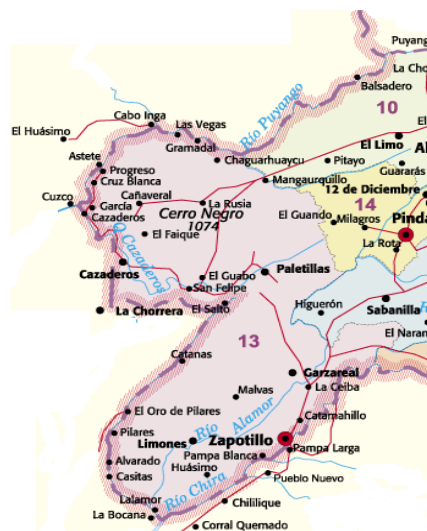 Puyang
La Cho
Balsadero
Cabo Inga
Las Vegas
Río Puyango
10
El Huásimo
Gramadal
El
El Limo
Al
Astete
Progreso
Chaguarhuaycu
Pitayo
Guararás
Cruz Blanca
Mangaurquillo
12 de Diciembre
Cuzco
García
Cañaveral
La Rusia
14
Cazaderos
Cerro Negro
1074
El Guando
Milagros
Pinda
El Faique
La Rota
Q. Cazaderos
Cazaderos
El Guabo
Paletillas
San Felipe
La Chorrera
El Salto
Higuerón
Sabanilla
R
El Naran
13
Catanas
Garzareal
Malvas
La Ceiba
El Oro de Pilares
Río Alamor
Catamahillo
Pilares
Limones
Zapotillo
Alvarado
Huásimo
Pampa Blanca
Pampa Larga
Casitas
Río Chira
Pueblo Nuevo
Lalamor
Chililique
La Bocana
Corral Quemado